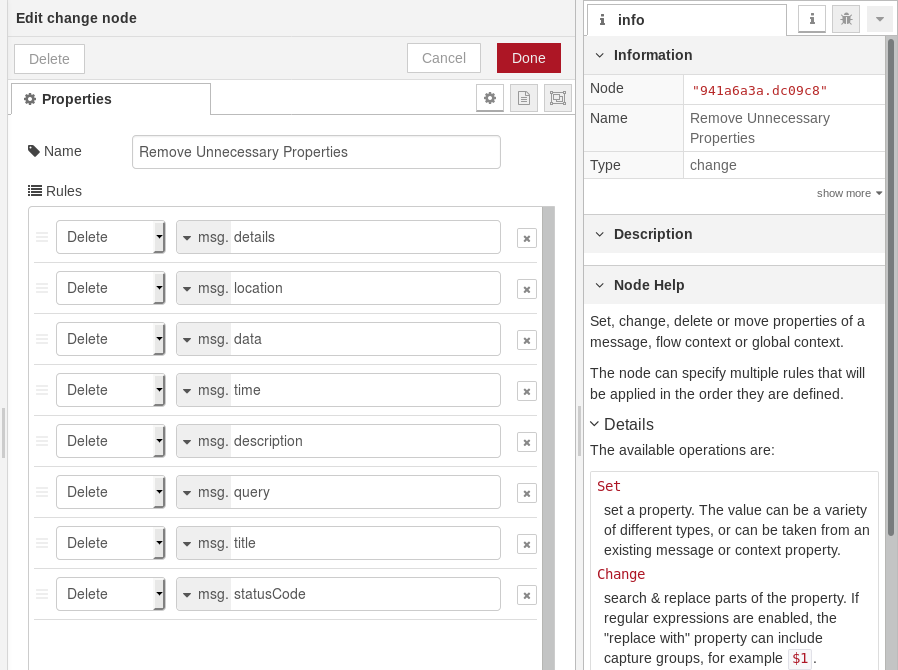 Edit change node
Delete
Cancel
Done
Properties
Name
Remove Unnecessary Properties
Rules
Delete msg. details
Delete msg. location
Delete msg. data
Delete msg. time
Delete msg. description
Delete msg. query
Delete msg. title
Delete msg. statusCode
i info
i
Information
Node "941a6a3a.dc09c8"
Name Remove Unnecessary
Properties
Type change
show more
Description
Node Help
Set, change, delete or move properties of a
message, flow context or global context.
The node can specify multiple rules that will
be applied in the order they are defined.
Details
The available operations are:
Set
set a property. The value can be a variety
of different types, or can be taken from an
existing message or context property.
Change
search & replace parts of the property. If
regular expressions are enabled, the
"replace with" property can include
capture groups, for example $1.